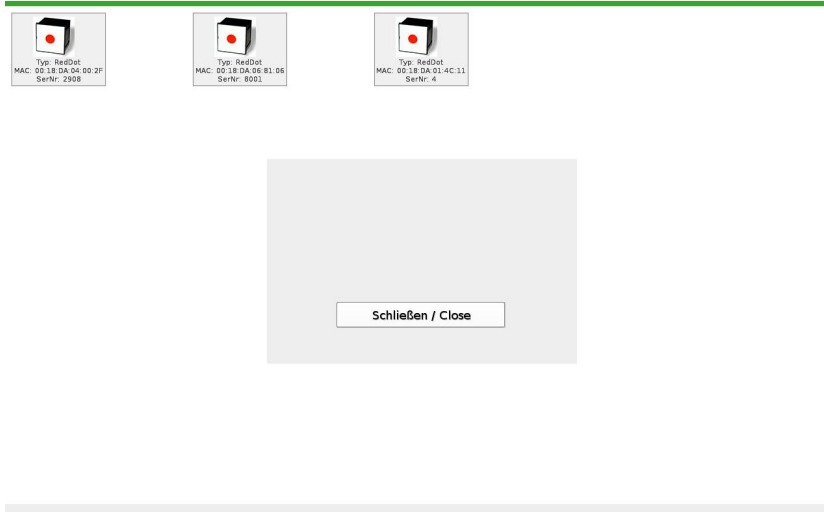 Typ: RedDot
MAC: 00:18:DA:04:00:2F
SerNr: 2908
Typ: RedDot
MAC: 00:18:DA:06:81:06
SerNr: 8001
Typ: RedDot
MAC: 00:18:DA:01:4C:11
SerNr: 4
Schließen / Close